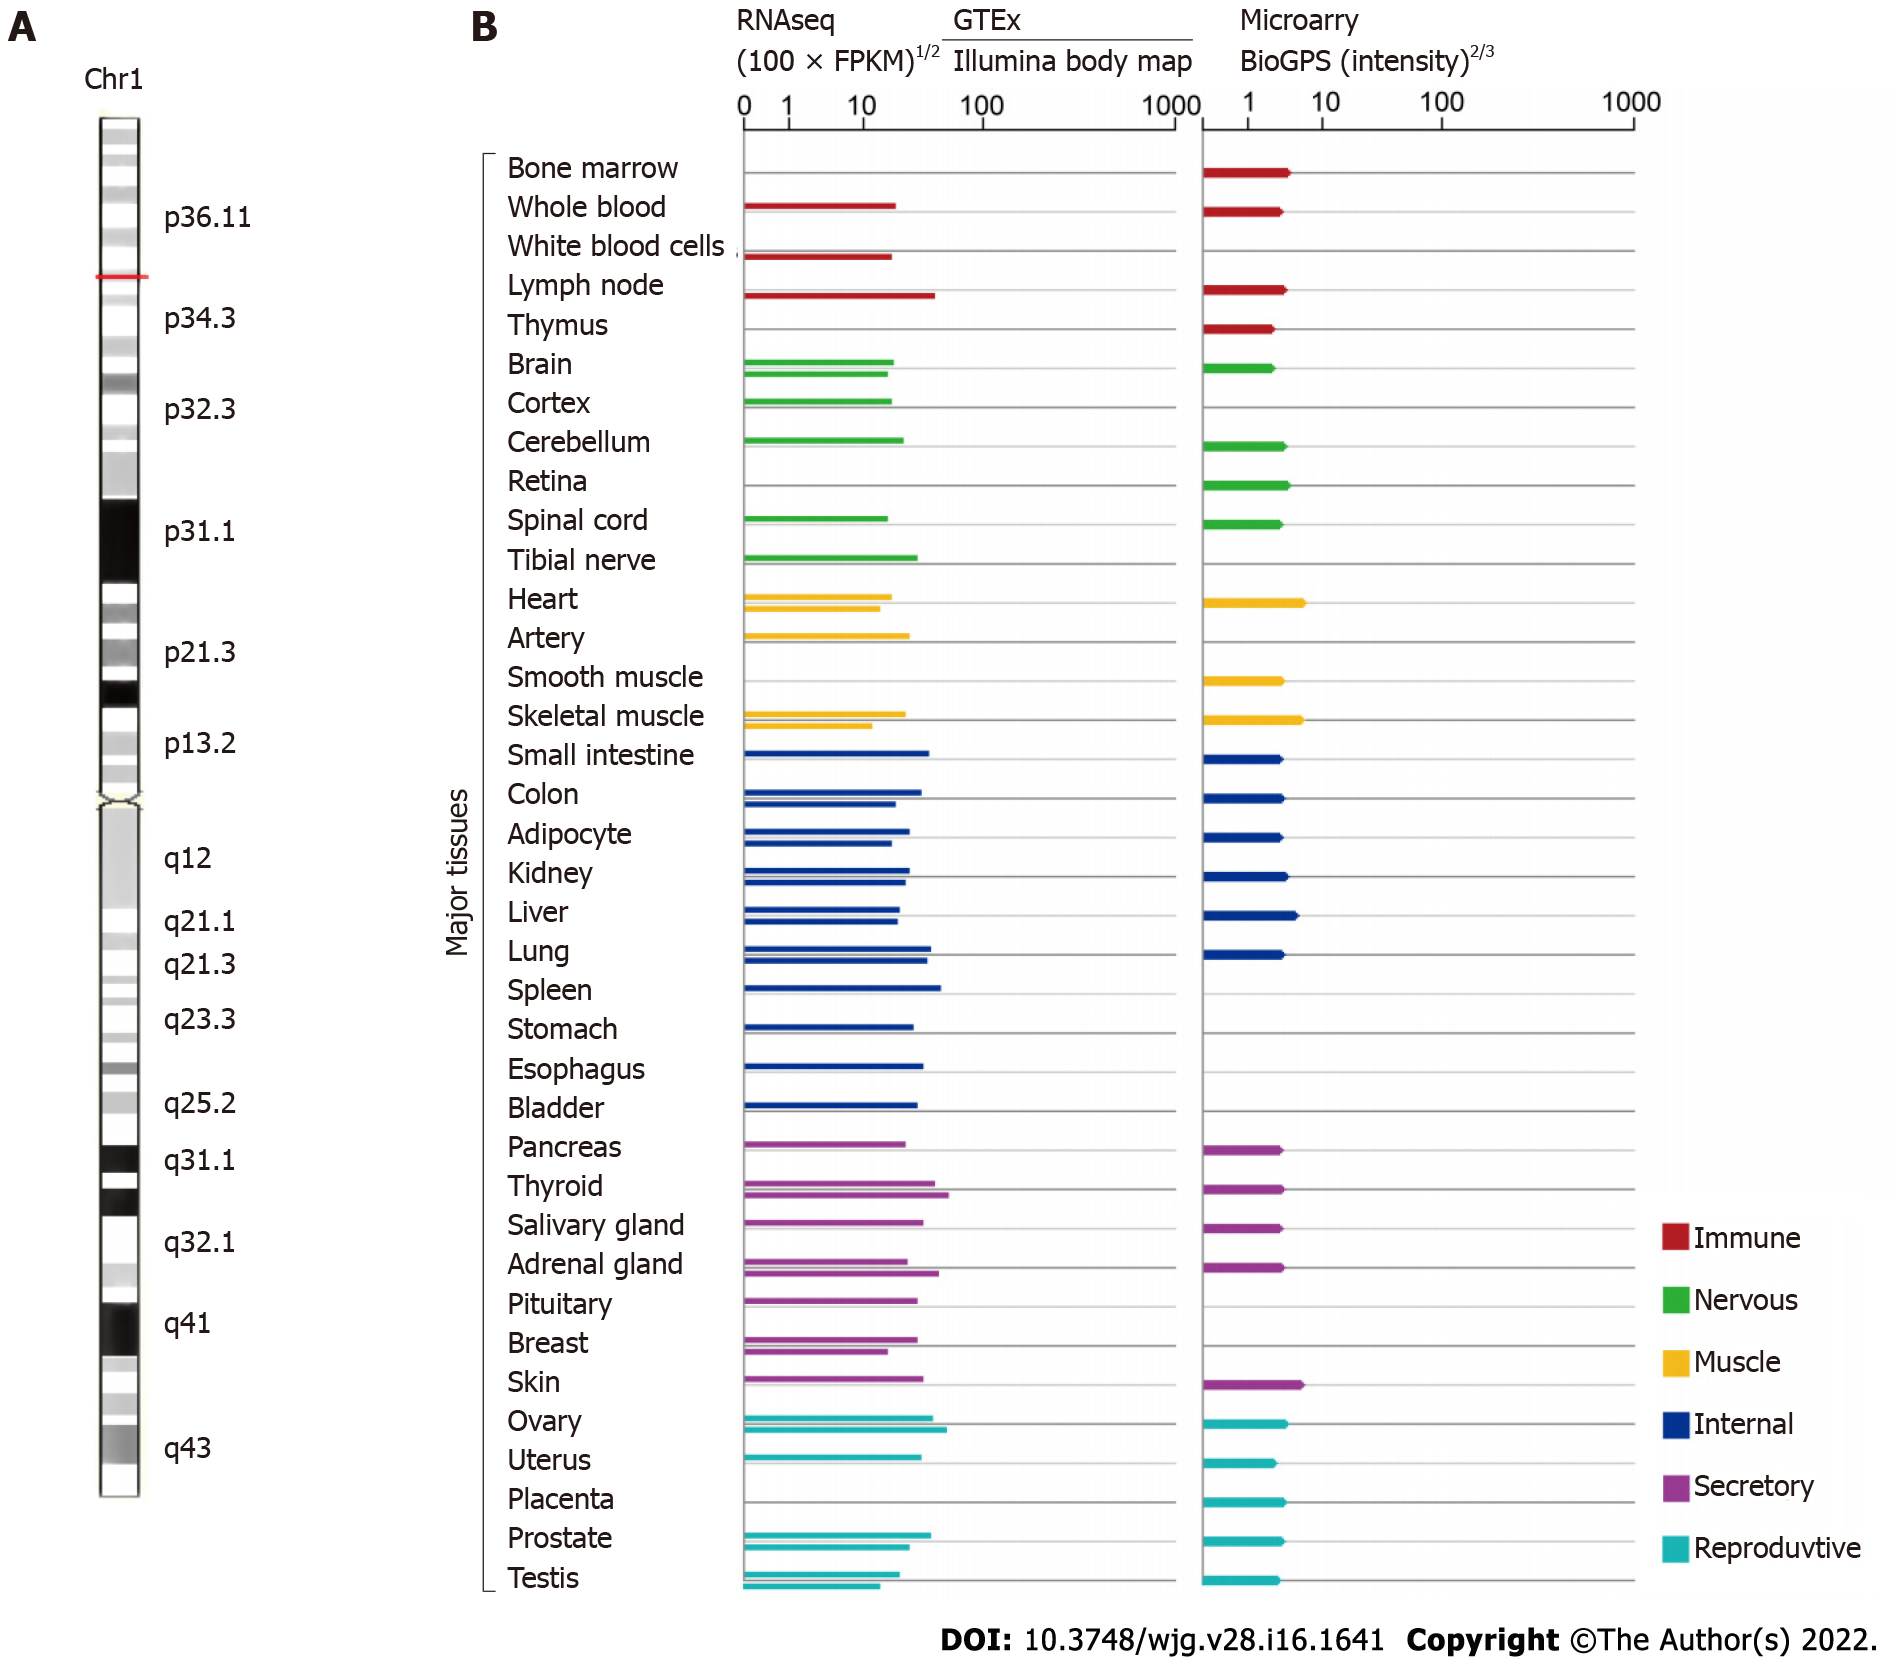 A
Chr1
p36.11
p34.3
p32.3
p31.1
p21.3
p13.2
q12
q21.1
q21.3
q23.3
q25.2
q31.1
q32.1
q41
q43
B
RNAseq GTEx Microarry
(100 × FPKM)1/2 Illumina body map BioGPS (intensity)2/3
0 1 10 100 1000 1 10 100 1000
Major tissues
Bone marrow
Whole blood
White blood cells
Lymph node
Thymus
Brain
Cortex
Cerebellum
Retina
Spinal cord
Tibial nerve
Heart
Artery
Smooth muscle
Skeletal muscle
Small intestine
Colon
Adipocyte
Kidney
Liver
Lung
Spleen
Stomach
Esophagus
Bladder
Pancreas
Thyroid
Salivary gland
Adrenal gland
Pituitary
Breast
Skin
Ovary
Uterus
Placenta
Prostate
Testis
Immune
Nervous
Muscle
Internal
Secretory
Reproduvtive
DOI: 10.3748/wjg.v28.i16.1641 Copyright ©The Author(s) 2022.